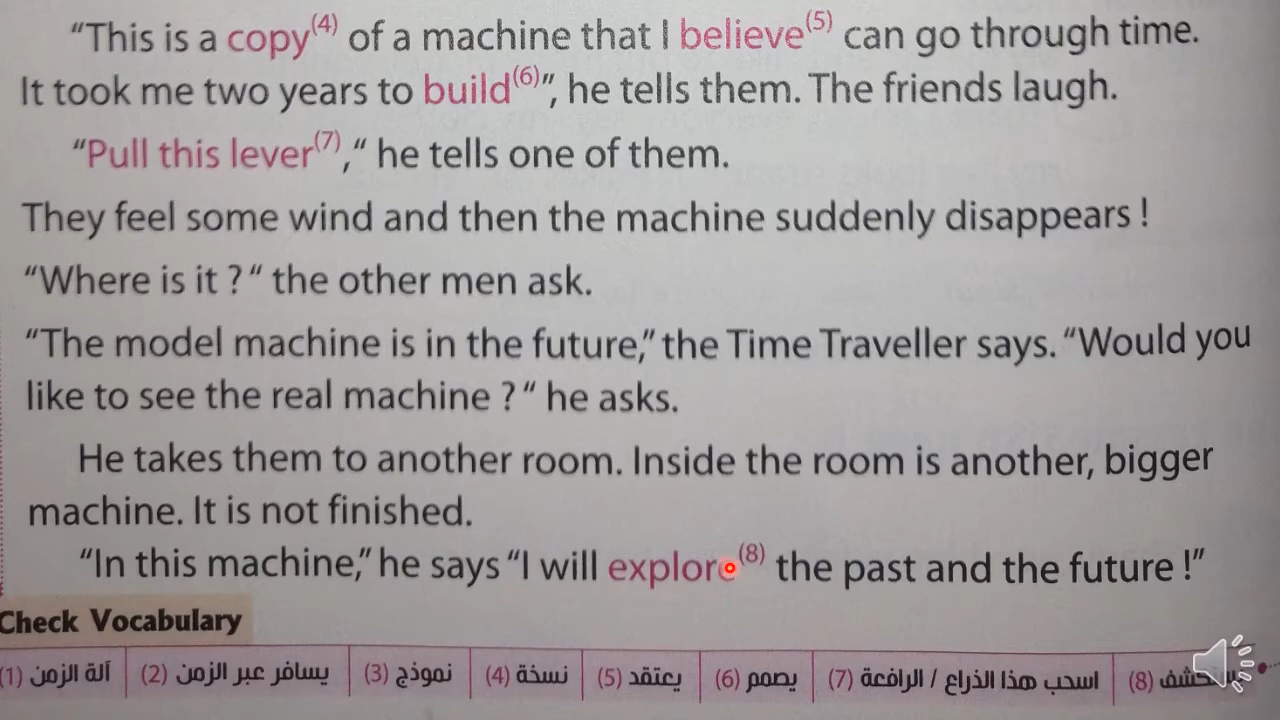 “This is a copy(4) of a machine that I believe(5) can go through time.
It took me two years to build(6)”, he tells them. The friends laugh.
“Pull this lever(7),“ he tells one of them.
They feel some wind and then the machine suddenly disappears !
“Where is it ? “ the other men ask.
“The model machine is in the future,” the Time Traveller says. “Would you
like to see the real machine ? “ he asks.
He takes them to another room. Inside the room is another, bigger
machine. It is not finished.
“In this machine,” he says “I will explore(8) the past and the future !”
Check Vocabulary
(1) آلة الزمن (2) يسافر عبر الزمن (3) نموذج (4) نسخة (5) يعتقد (6) يصمم (7) اسحب هذا الذراع / الرافعة (8)